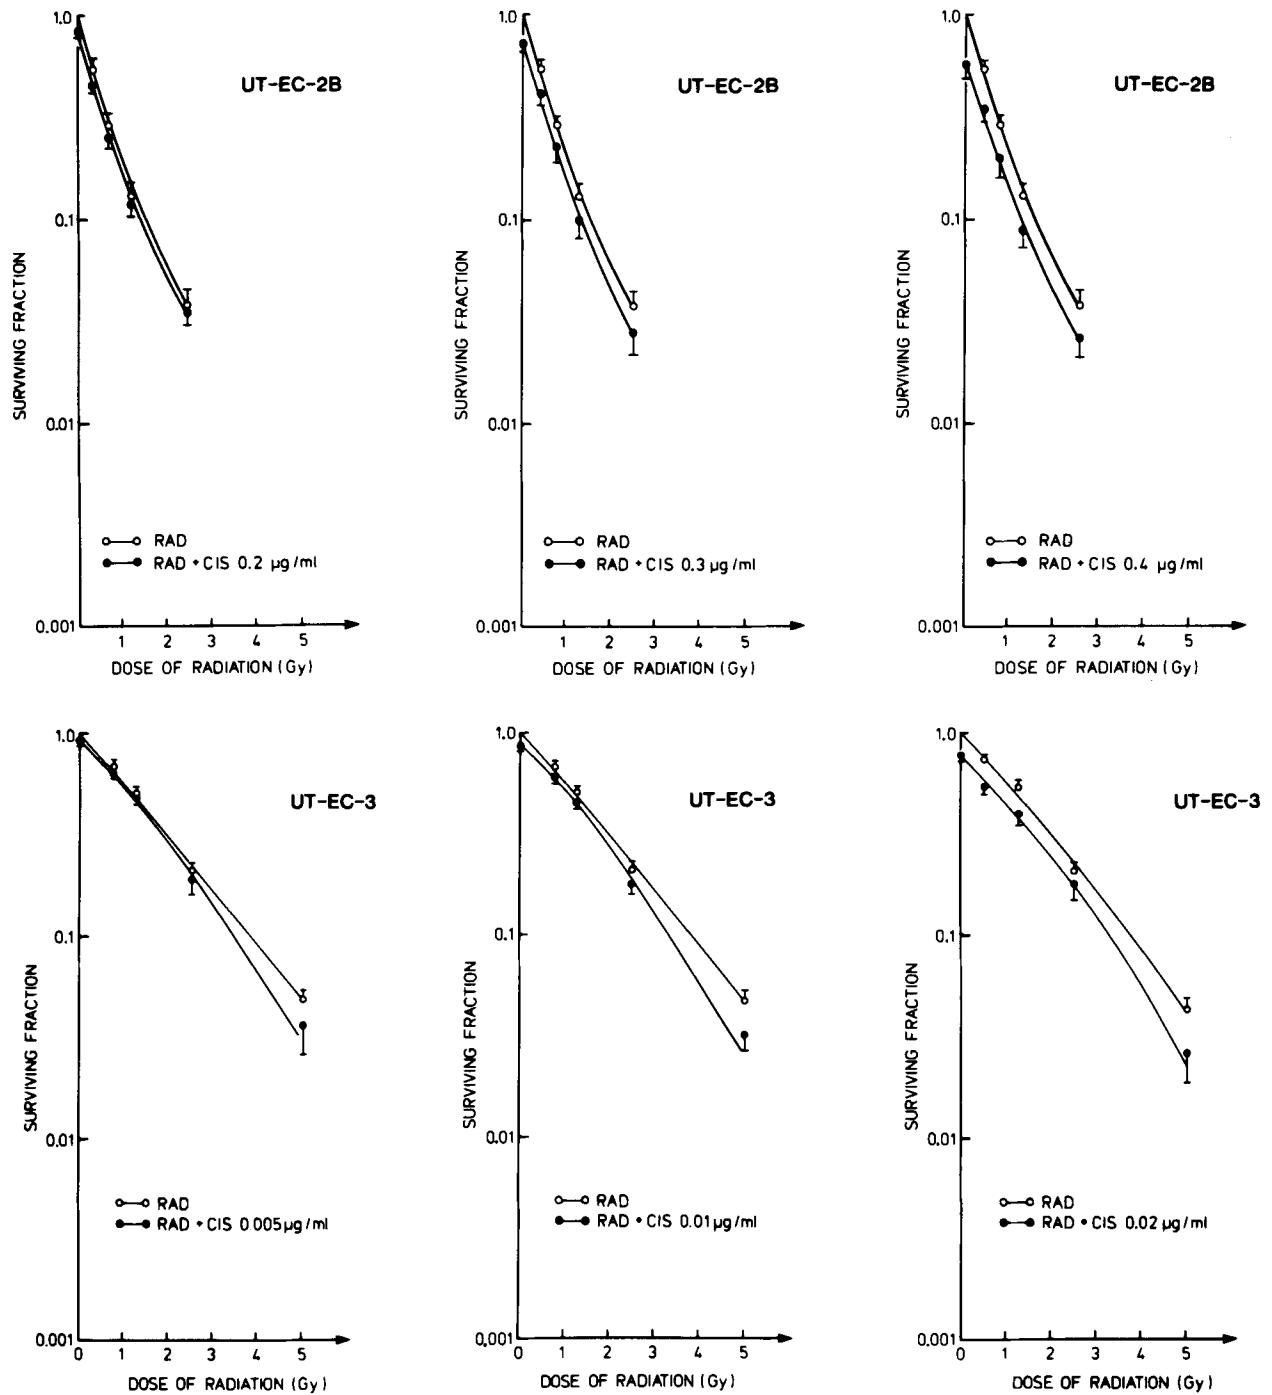 1.0
UT-EC-2B
0.1
SURVIVING FRACTION
0.01
RAD
RAD + CIS 0.2 µg/ml
0.001
1 2 3 4 5
DOSE OF RADIATION (Gy)
1.0
UT-EC-2B
0.1
SURVIVING FRACTION
0.01
RAD
RAD + CIS 0.3 µg/ml
0.001
1 2 3 4 5
DOSE OF RADIATION (Gy)
1.0
UT-EC-2B
0.1
SURVIVING FRACTION
0.01
RAD
RAD + CIS 0.4 µg/ml
0.001
1 2 3 4 5
DOSE OF RADIATION (Gy)
1.0
UT-EC-3
0.1
SURVIVING FRACTION
0.01
RAD
RAD + CIS 0.005 µg/ml
0.001
0 1 2 3 4 5
DOSE OF RADIATION (Gy)
1.0
UT-EC-3
0.1
SURVIVING FRACTION
0.01
RAD
RAD + CIS 0.01 µg/ml
0.001
0 1 2 3 4 5
DOSE OF RADIATION (Gy)
1.0
UT-EC-3
0.1
SURVIVING FRACTION
0.01
RAD
RAD + CIS 0.02 µg/ml
0.001
0 1 2 3 4 5
DOSE OF RADIATION (Gy)